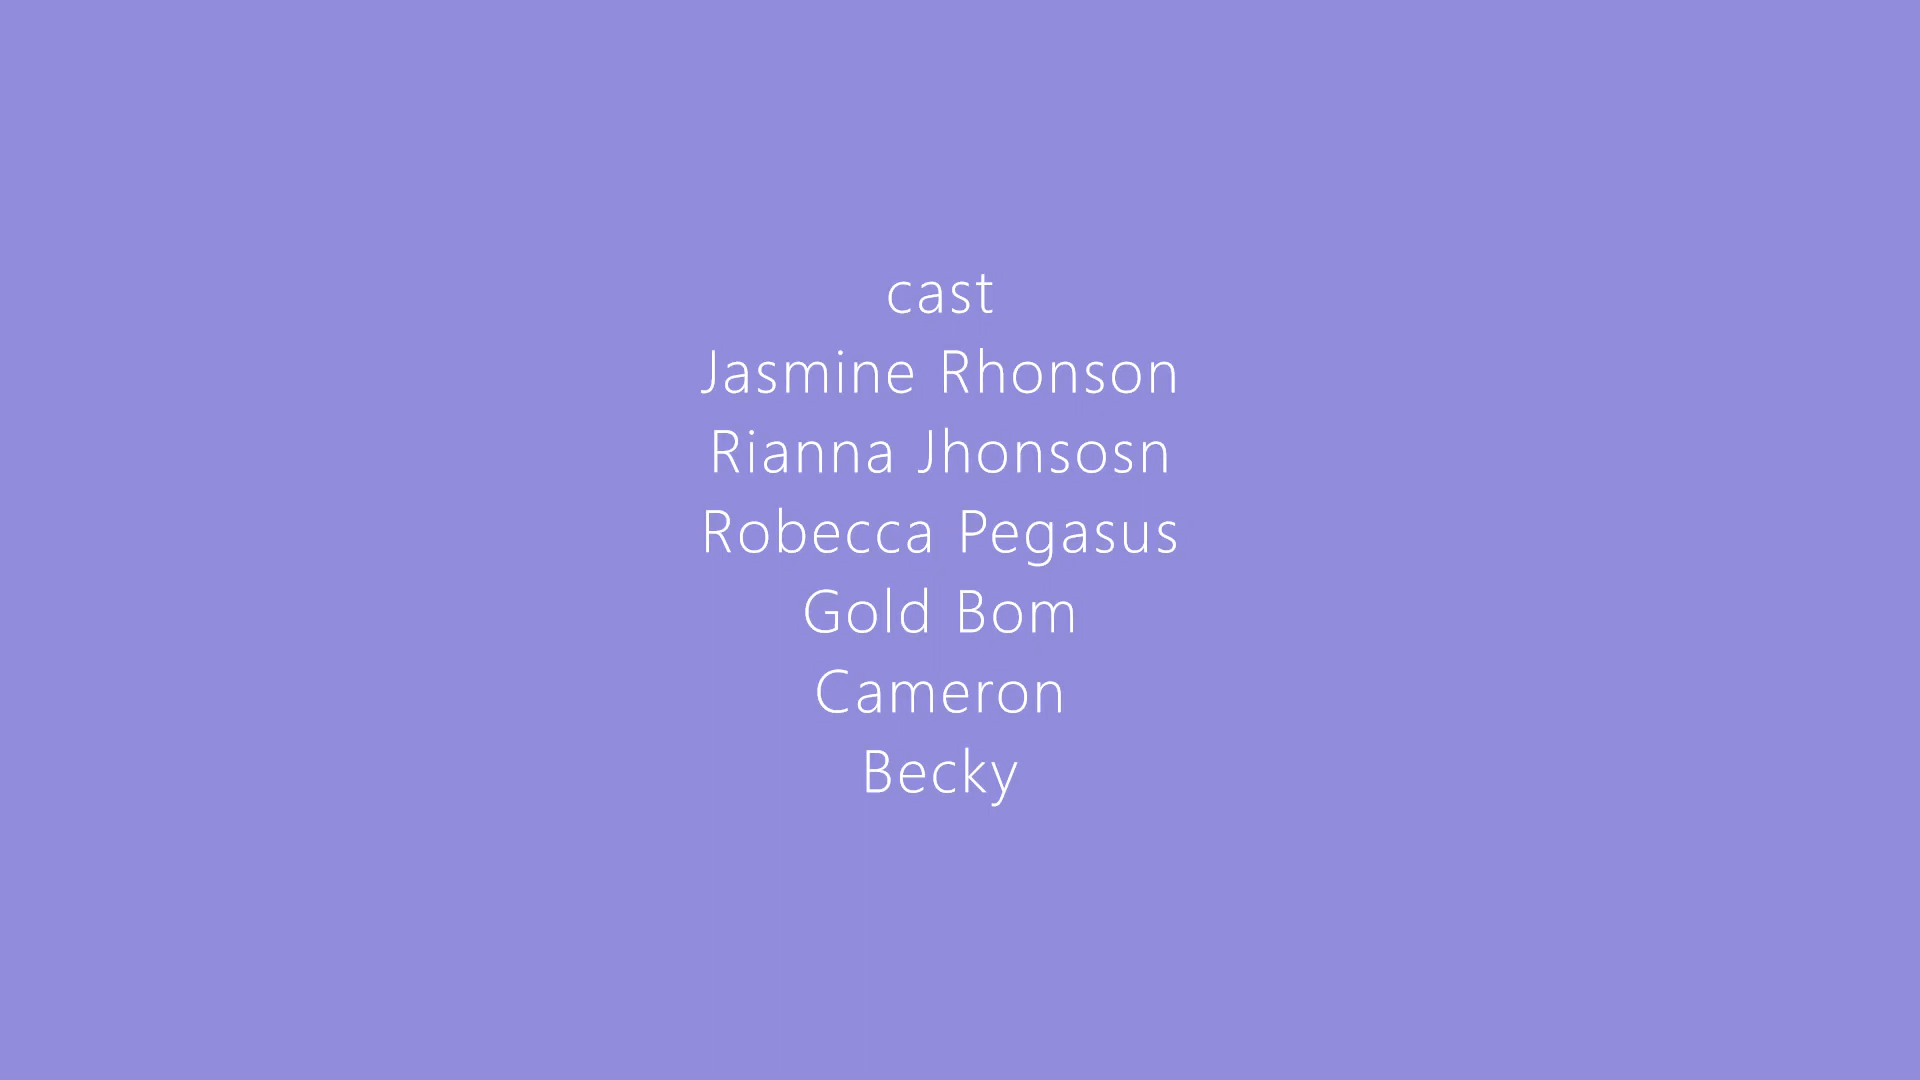 cast
Jasmine Rhonson
Rianna Jhonsosn
Robecca Pegasus
Gold Bom
Cameron
Becky